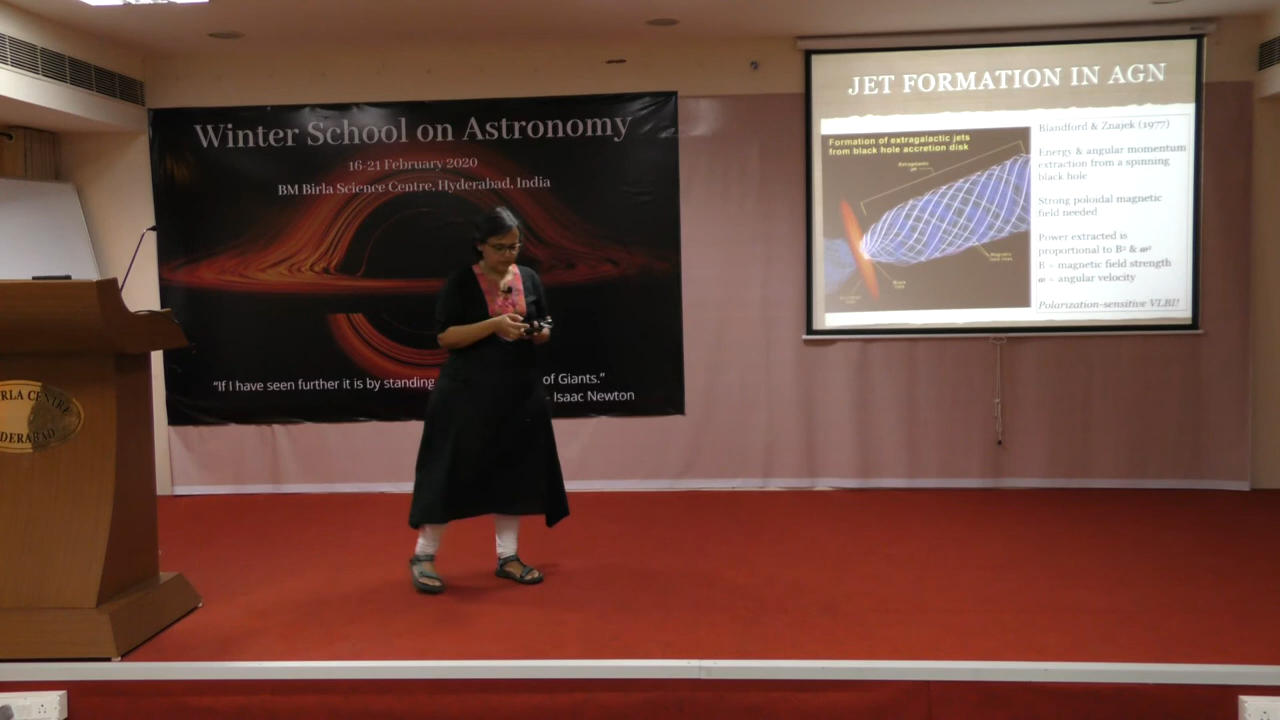 Winter School on Astronomy
16-21 February 2020
BM Birla Science Centre, Hyderabad, India
“If I have seen further it is by standing
of Giants.”
- Isaac Newton
JET FORMATION IN AGN
Formation of extragalactic jets
from black hole accretion disk
Blandford & Znajek (1977)
Energy & angular momentum
extraction from a spinning
black hole
Strong poloidal magnetic
field needed
Power extracted is
proportional to B² & ω²
B = magnetic field strength
ω = angular velocity
Polarization-sensitive VLBI!
RLA CENTRE
DERABAD